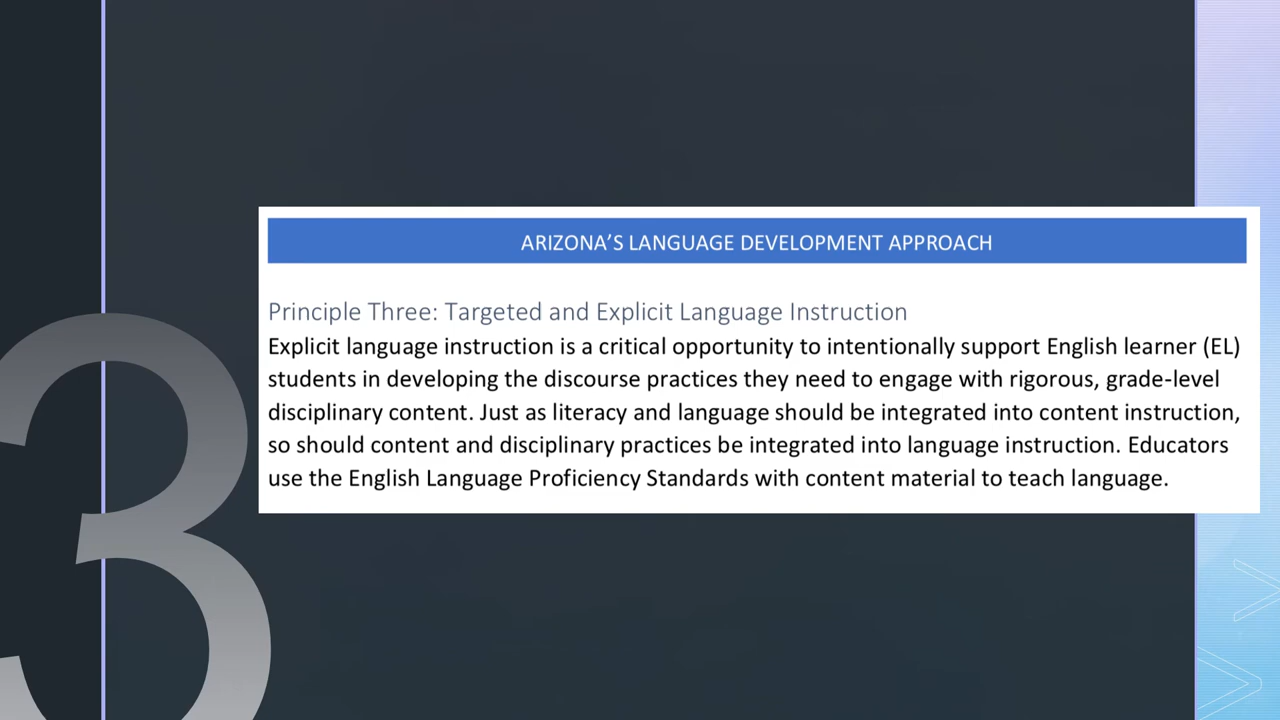 ARIZONA’S LANGUAGE DEVELOPMENT APPROACH
Principle Three: Targeted and Explicit Language Instruction
Explicit language instruction is a critical opportunity to intentionally support English learner (EL)
students in developing the discourse practices they need to engage with rigorous, grade-level
disciplinary content. Just as literacy and language should be integrated into content instruction,
so should content and disciplinary practices be integrated into language instruction. Educators
use the English Language Proficiency Standards with content material to teach language.
3